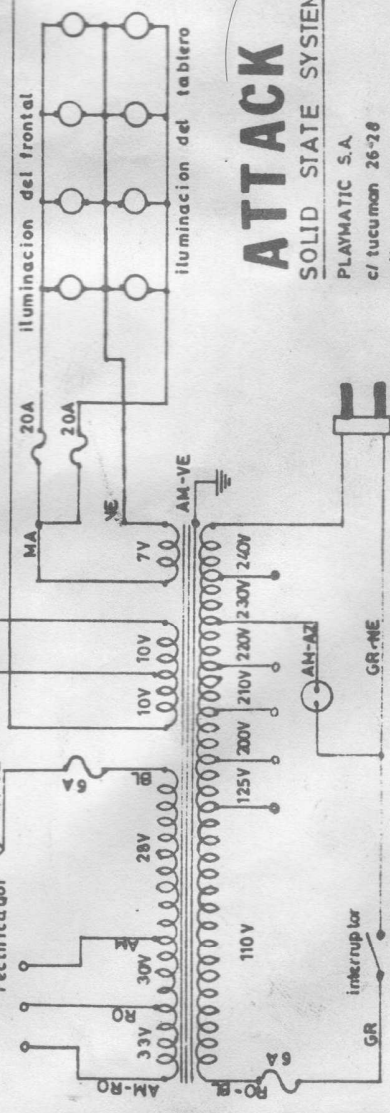 ATTACK
SOLID STATE SYSTEM
PLAYMATIC S.A.
c/ tucuman 26-28
iluminacion del frontal
iluminacion del tablero
20A
20A
MA
VE
AM-VE
7V
10V
10V
6A
BL
28V
30V
RO
33V
AM-RO
240V
230V
220V
210V
200V
125V
110V
AM-AZ
GR-NE
interruptor
GR
6A
RO-BL